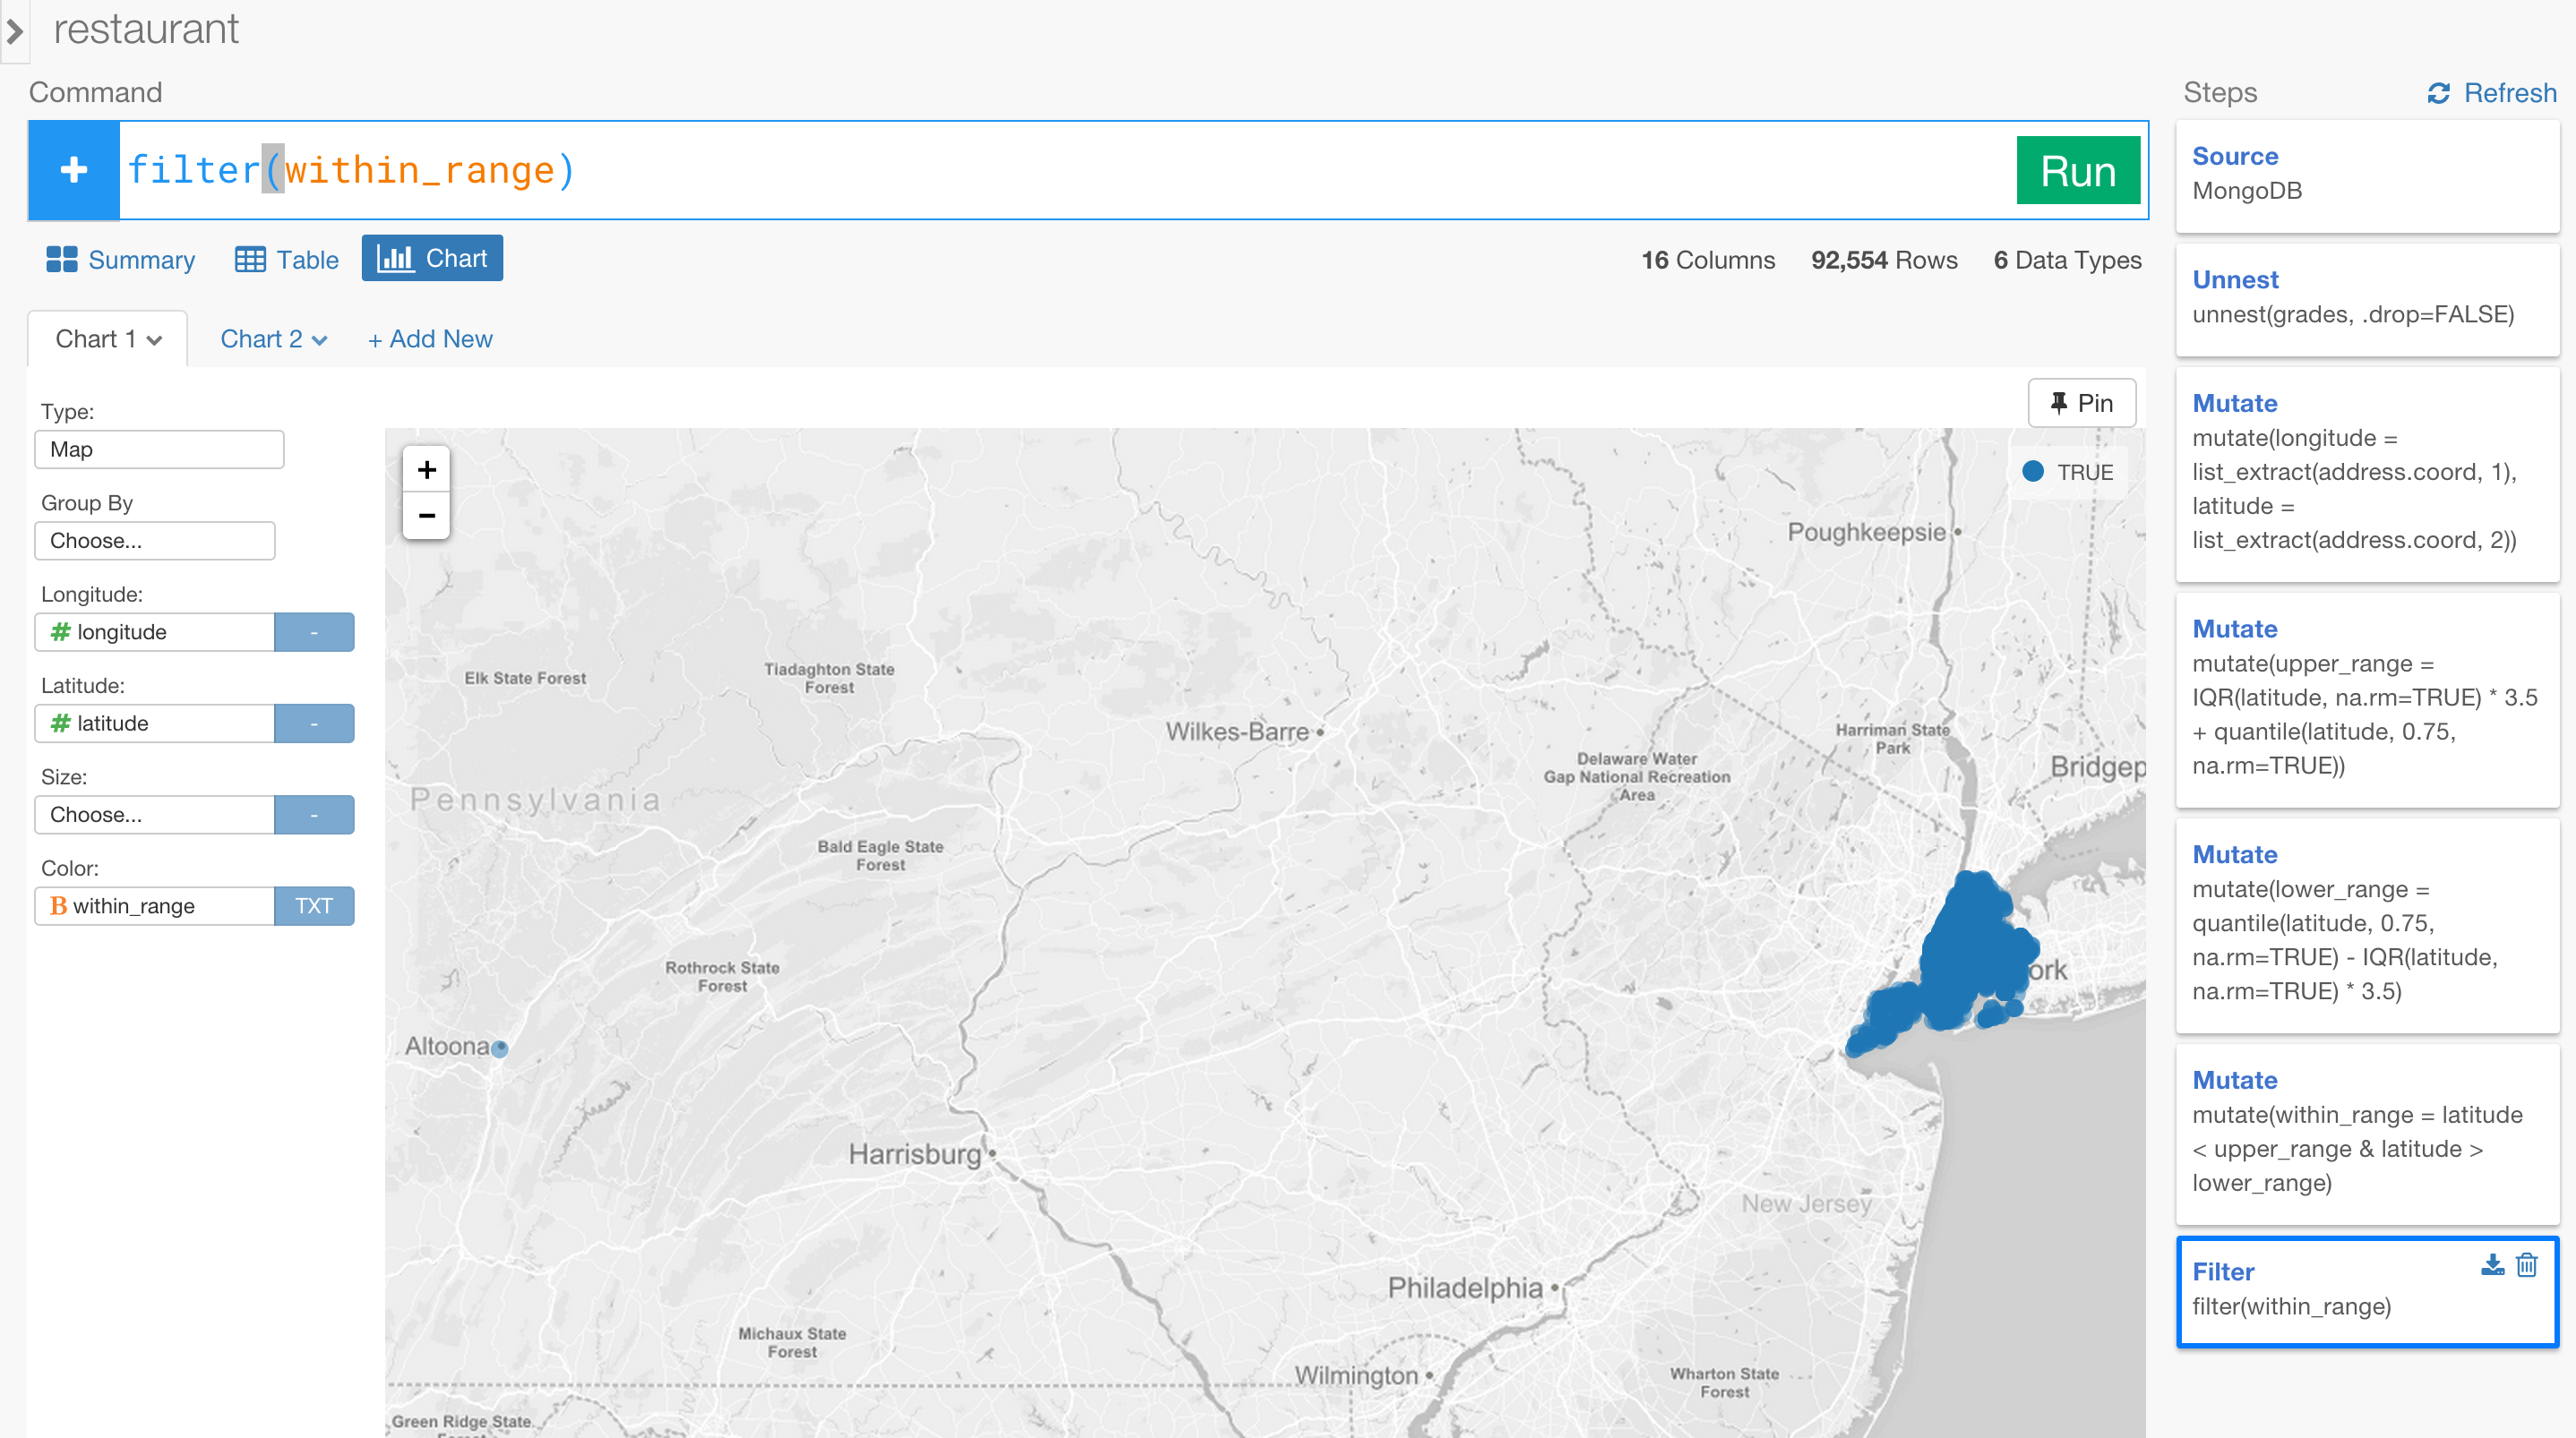 restaurant
Command
filter(within_range)
Run
Summary
Table
Chart
16 Columns 92,554 Rows 6 Data Types
Chart 1
Chart 2
+ Add New
Type:
Map
Group By
Choose...
Longitude:
# longitude
-
Latitude:
# latitude
-
Size:
Choose...
-
Color:
B within_range
TXT
Pin
+
−
TRUE
Poughkeepsie
Elk State Forest
Tiadaghton State
Forest
Wilkes-Barre
Harriman State
Park
Delaware Water
Gap National Recreation
Area
Bridgep
Pennsylvania
Bald Eagle State
Forest
Rothrock State
Forest
ork
Altoona
Harrisburg
New Jersey
Philadelphia
Michaux State
Forest
Wilmington
Wharton State
Forest
Green Ridge State
Steps
Refresh
Source
MongoDB
Unnest
unnest(grades, .drop=FALSE)
Mutate
mutate(longitude =
list_extract(address.coord, 1),
latitude =
list_extract(address.coord, 2))
Mutate
mutate(upper_range =
IQR(latitude, na.rm=TRUE) * 3.5
+ quantile(latitude, 0.75,
na.rm=TRUE))
Mutate
mutate(lower_range =
quantile(latitude, 0.75,
na.rm=TRUE) - IQR(latitude,
na.rm=TRUE) * 3.5)
Mutate
mutate(within_range = latitude
< upper_range & latitude >
lower_range)
Filter
filter(within_range)